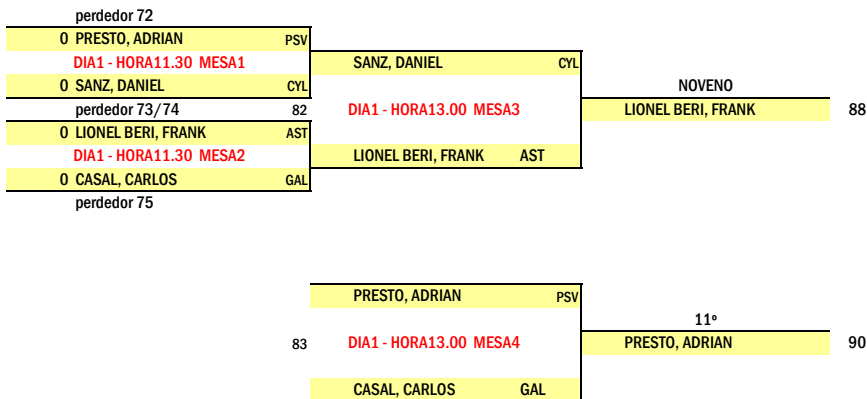 perdedor 72
0 PRESTO, ADRIAN PSV
DIA1 - HORA11.30 MESA1
SANZ, DANIEL CYL
0 SANZ, DANIEL CYL
NOVENO
perdedor 73/74 82
DIA1 - HORA13.00 MESA3
LIONEL BERI, FRANK 88
0 LIONEL BERI, FRANK AST
DIA1 - HORA11.30 MESA2
LIONEL BERI, FRANK AST
0 CASAL, CARLOS GAL
perdedor 75
PRESTO, ADRIAN PSV
11º
83 DIA1 - HORA13.00 MESA4
PRESTO, ADRIAN 90
CASAL, CARLOS GAL